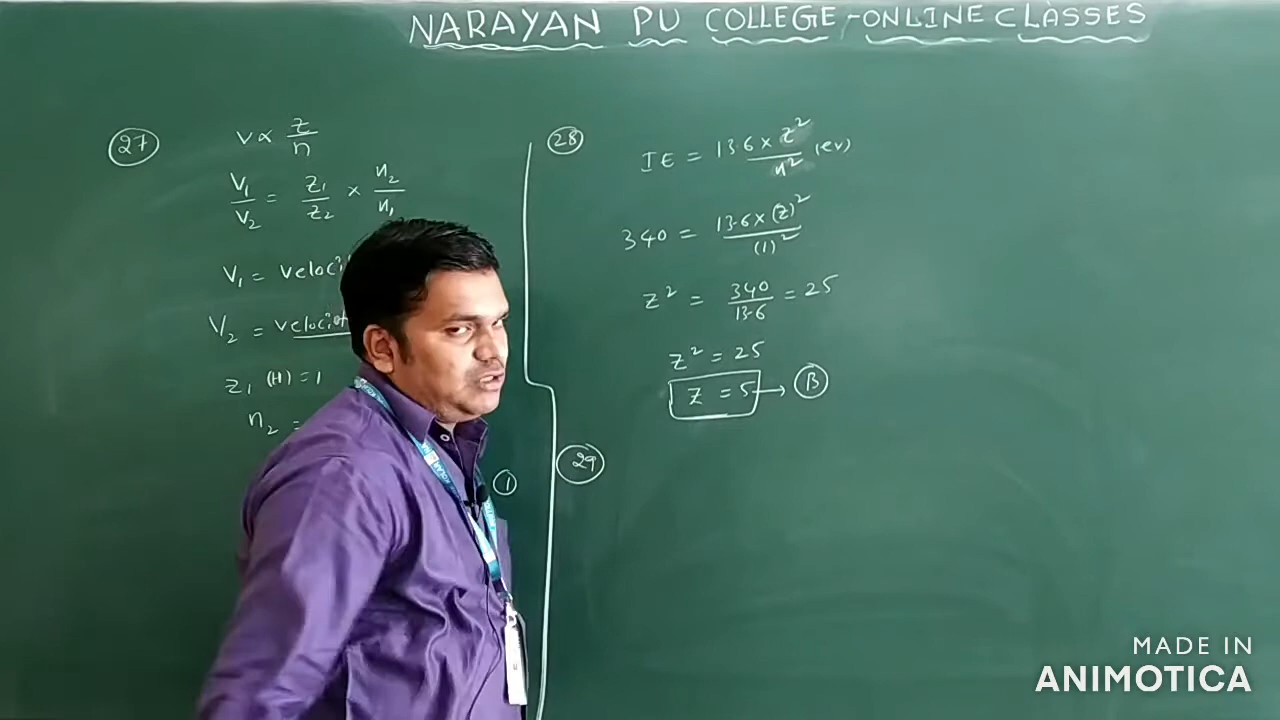 NARAYAN PU COLLEGE-ONLINE CLASSES
27
V ∝ Z/n
V₁/V₂ = Z₁/Z₂ × n₂/n₁
V₁ =
V₂ =
Z₁ (H) = 1
n₂ =
1
28
IE = 13.6 × Z²/n² (eV)
340 = 13.6 × (Z)²/(1)²
Z² = 340/13.6 = 25
Z² = 25
Z = 5 → B
29
MADE IN
ANIMOTICA